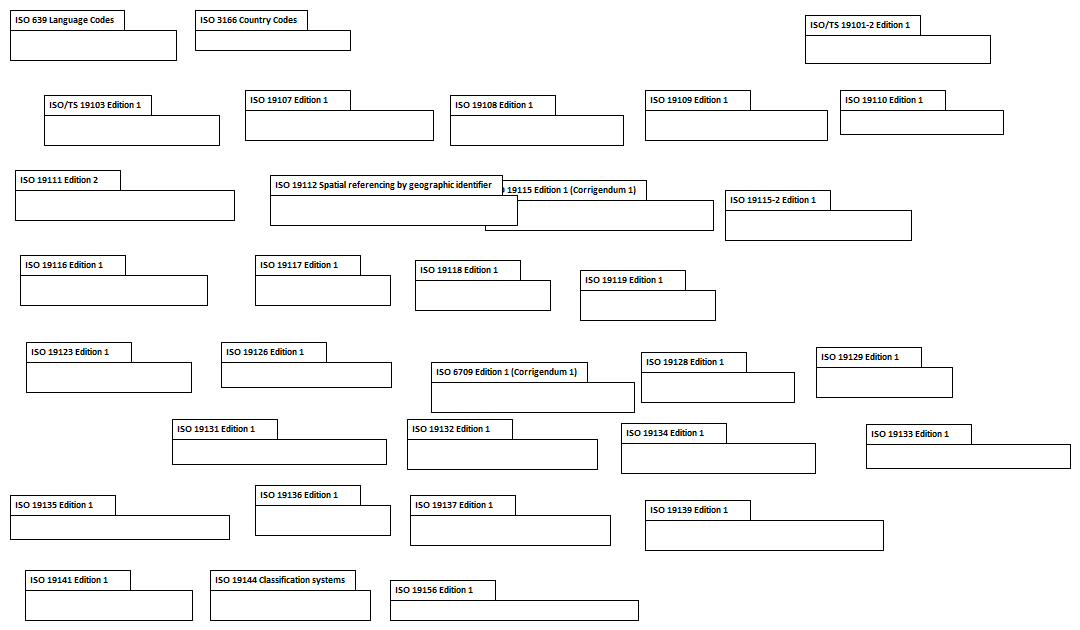 ISO 639 Language Codes
ISO 3166 Country Codes
ISO/TS 19101-2 Edition 1
ISO/TS 19103 Edition 1
ISO 19107 Edition 1
ISO 19108 Edition 1
ISO 19109 Edition 1
ISO 19110 Edition 1
ISO 19111 Edition 2
ISO 19112 Spatial referencing by geographic identifier
19115 Edition 1 (Corrigendum 1)
ISO 19115-2 Edition 1
ISO 19116 Edition 1
ISO 19117 Edition 1
ISO 19118 Edition 1
ISO 19119 Edition 1
ISO 19123 Edition 1
ISO 19126 Edition 1
ISO 6709 Edition 1 (Corrigendum 1)
ISO 19128 Edition 1
ISO 19129 Edition 1
ISO 19131 Edition 1
ISO 19132 Edition 1
ISO 19134 Edition 1
ISO 19133 Edition 1
ISO 19135 Edition 1
ISO 19136 Edition 1
ISO 19137 Edition 1
ISO 19139 Edition 1
ISO 19141 Edition 1
ISO 19144 Classification systems
ISO 19156 Edition 1